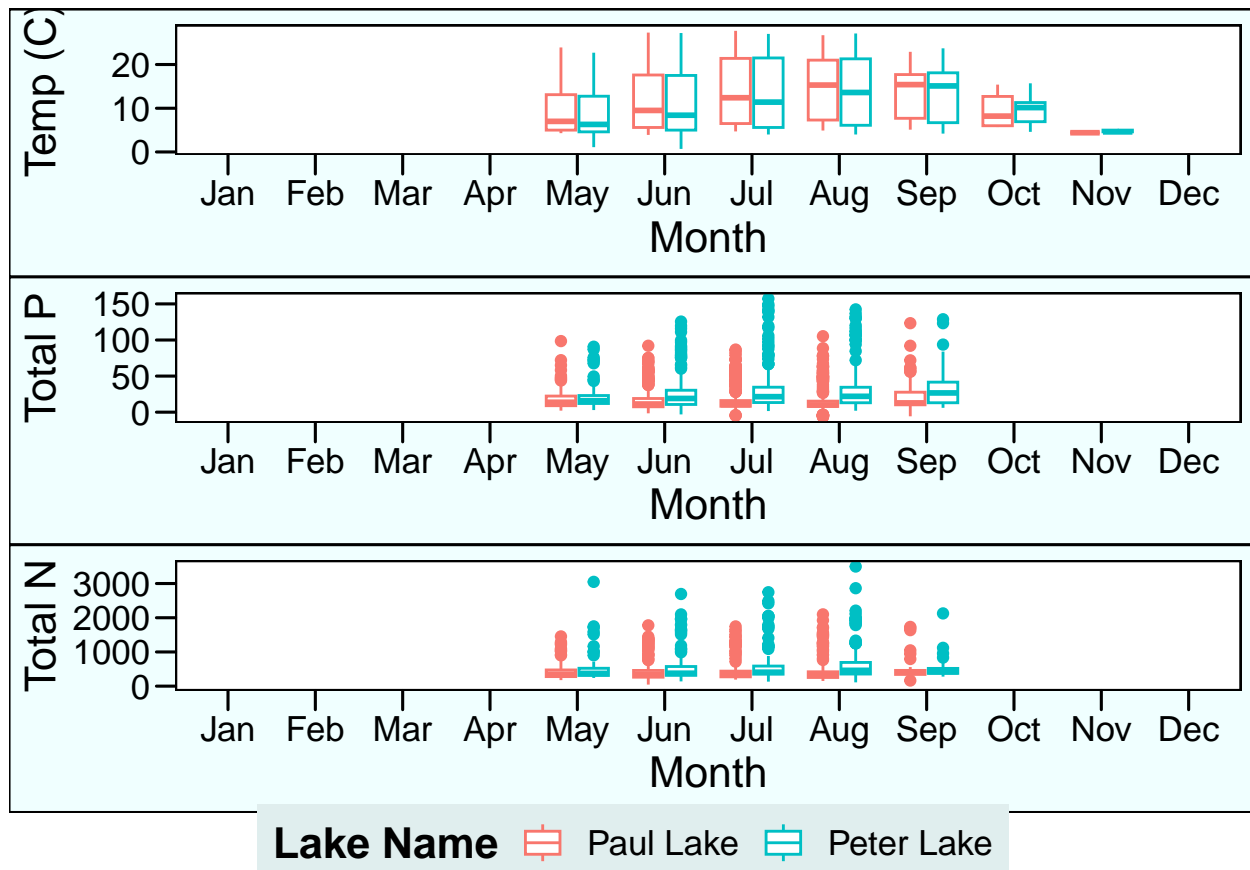 Temp (C)
20
10
0
Jan Feb Mar Apr May Jun Jul Aug Sep Oct Nov Dec
Month
Total P
150
100
50
0
Jan Feb Mar Apr May Jun Jul Aug Sep Oct Nov Dec
Month
Total N
3000
2000
1000
0
Jan Feb Mar Apr May Jun Jul Aug Sep Oct Nov Dec
Month
Lake Name Paul Lake Peter Lake